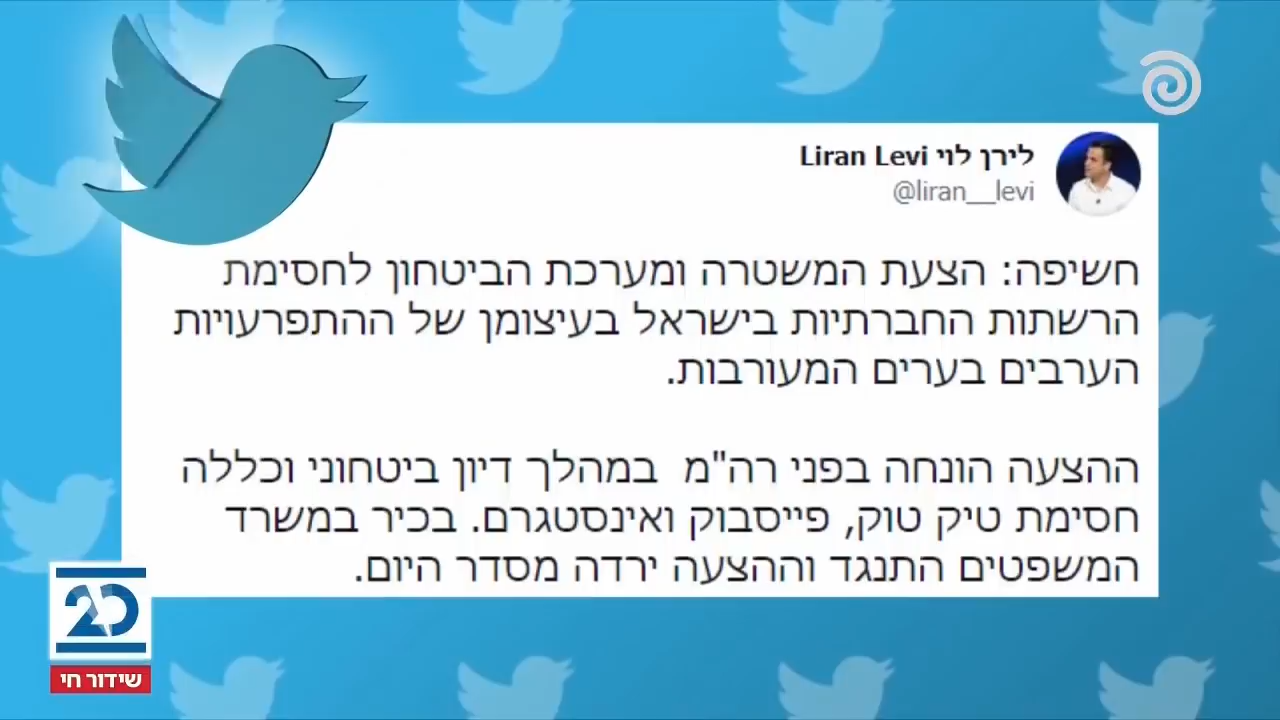 לירן לוי Liran Levi
@liran__levi
חשיפה: הצעת המשטרה ומערכת הביטחון לחסימת
הרשתות החברתיות בישראל בעיצומן של ההתפרעויות
הערבים בערים המעורבות.
ההצעה הונחה בפני רה"מ במהלך דיון ביטחוני וכללה
חסימת טיק טוק, פייסבוק ואינסטגרם. בכיר במשרד
המשפטים התנגד וההצעה ירדה מסדר היום.
20
שידור חי